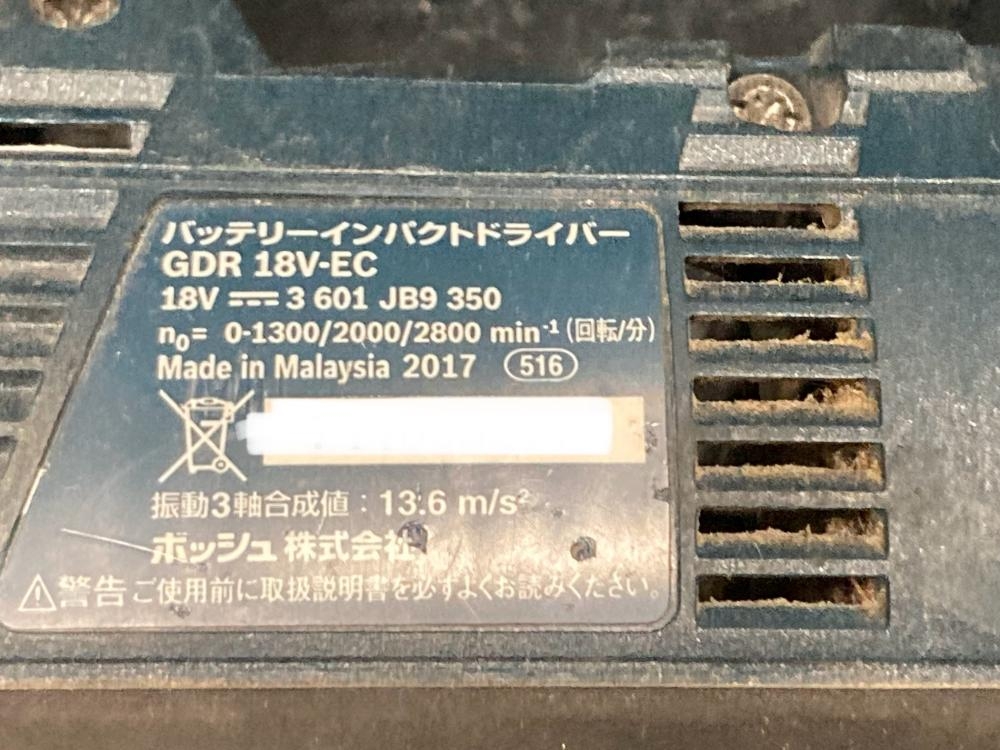 バッテリーインパクトドライバー
GDR 18V-EC
18V ⎓ 3 601 JB9 350
n₀= 0-1300/2000/2800 min⁻¹ (回転/分)
Made in Malaysia 2017 516
振動3軸合成値：13.6 m/s²
ボッシュ 株式会社
⚠警告 ご使用前に取扱説明書を必ずよくお読みください。